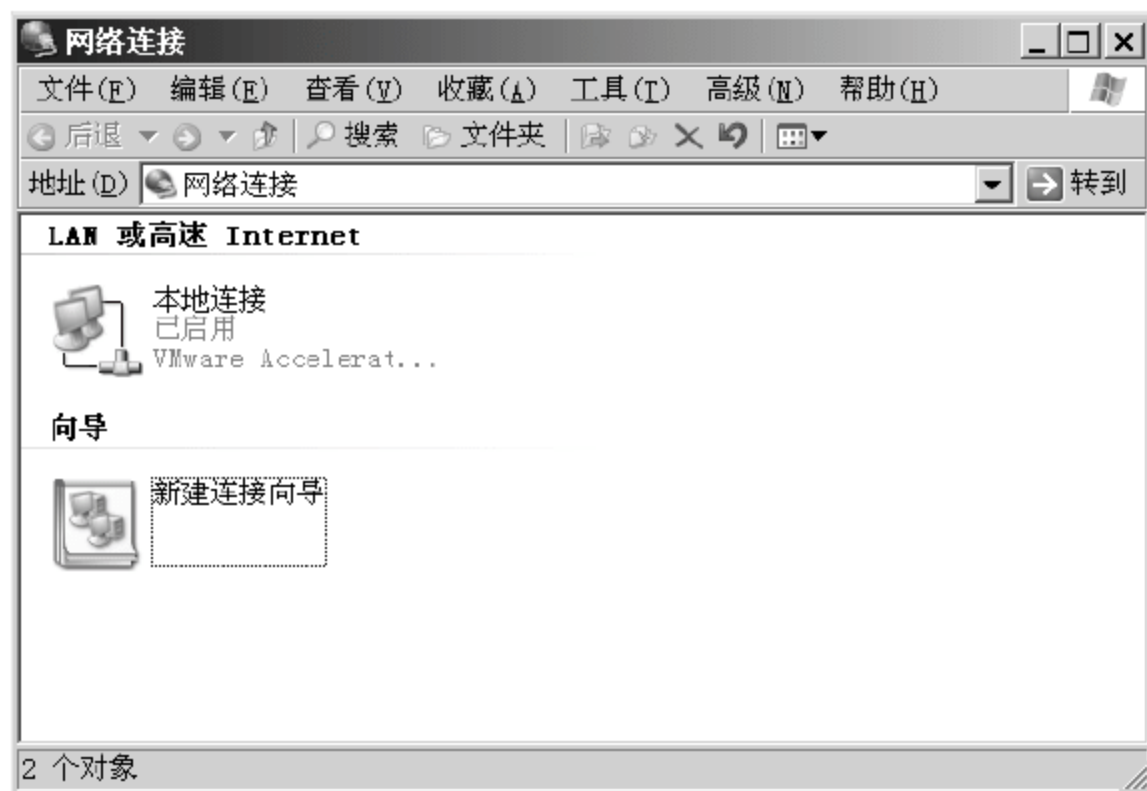 网络连接
文件(F) 编辑(E) 查看(V) 收藏(A) 工具(T) 高级(N) 帮助(H)
后退 搜索 文件夹
地址(D) 网络连接 转到
LAN 或高速 Internet
本地连接
已启用
VMware Accelerat...
向导
新建连接向导
2 个对象